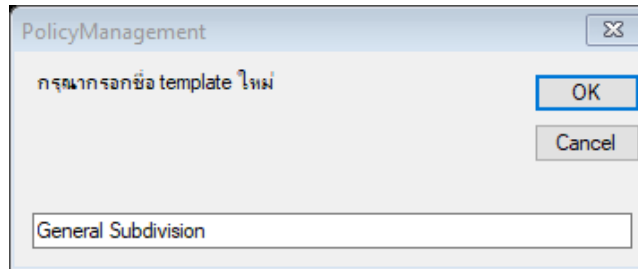 PolicyManagement
กรุณากรอกชื่อ template ใหม่
OK
Cancel
General Subdivision